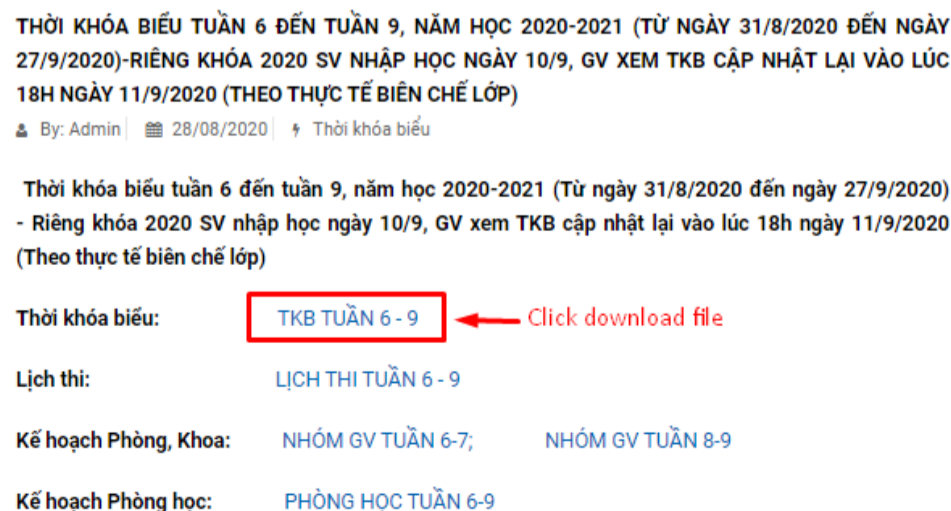 THỜI KHÓA BIỂU TUẦN 6 ĐẾN TUẦN 9, NĂM HỌC 2020-2021 (TỪ NGÀY 31/8/2020 ĐẾN NGÀY
27/9/2020)-RIÊNG KHÓA 2020 SV NHẬP HỌC NGÀY 10/9, GV XEM TKB CẬP NHẬT LẠI VÀO LÚC
18H NGÀY 11/9/2020 (THEO THỰC TẾ BIÊN CHẾ LỚP)
By: Admin 28/08/2020 Thời khóa biểu
Thời khóa biểu tuần 6 đến tuần 9, năm học 2020-2021 (Từ ngày 31/8/2020 đến ngày 27/9/2020)
- Riêng khóa 2020 SV nhập học ngày 10/9, GV xem TKB cập nhật lại vào lúc 18h ngày 11/9/2020
(Theo thực tế biên chế lớp)
Thời khóa biểu: TKB TUẦN 6 - 9 Click download file
Lịch thi: LỊCH THI TUẦN 6 - 9
Kế hoạch Phòng, Khoa: NHÓM GV TUẦN 6-7; NHÓM GV TUẦN 8-9
Kế hoạch Phòng học: PHÒNG HỌC TUẦN 6-9